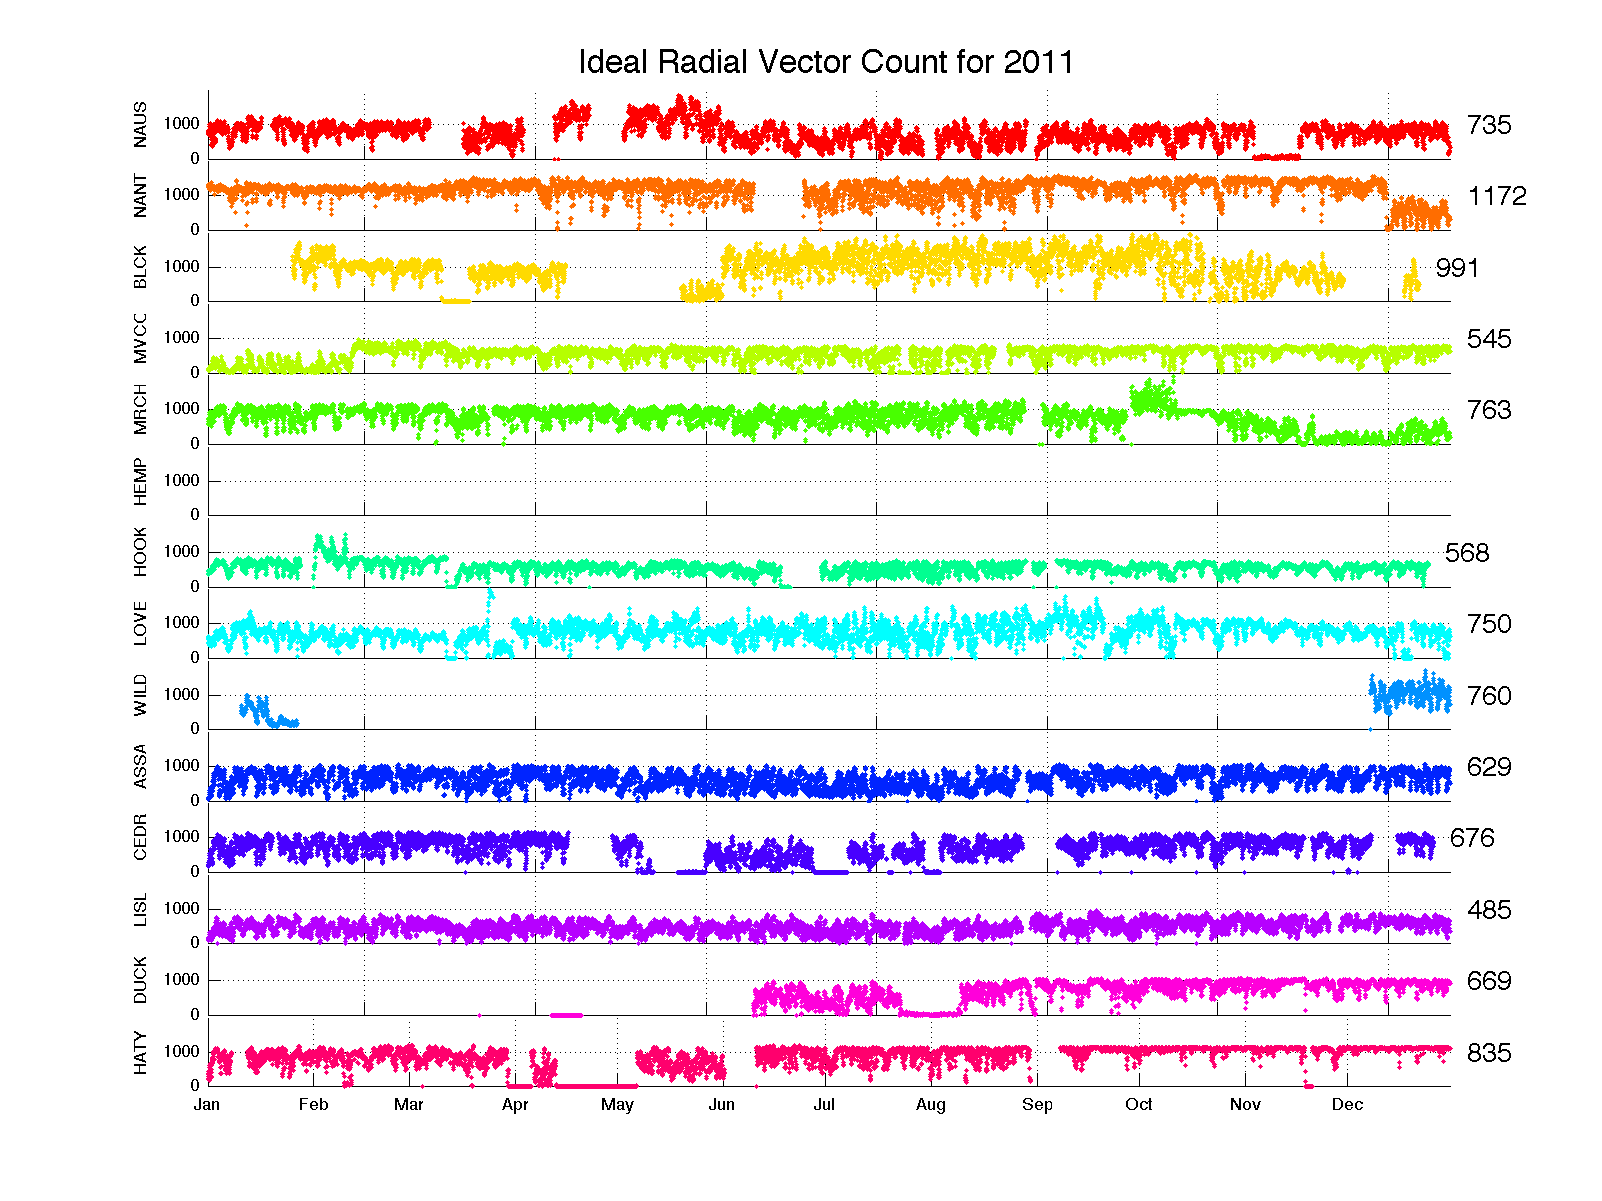 Ideal Radial Vector Count for 2011
NAUS 1000 0 735
NANT 1000 0 1172
BLCK 1000 0 991
MVCC 1000 0 545
MRCH 1000 0 763
HEMP 1000 0
HOOK 1000 0 568
LOVE 1000 0 750
WILD 1000 0 760
ASSA 1000 0 629
CEDR 1000 0 676
LISL 1000 0 485
DUCK 1000 0 669
HATY 1000 0 835
Jan Feb Mar Apr May Jun Jul Aug Sep Oct Nov Dec